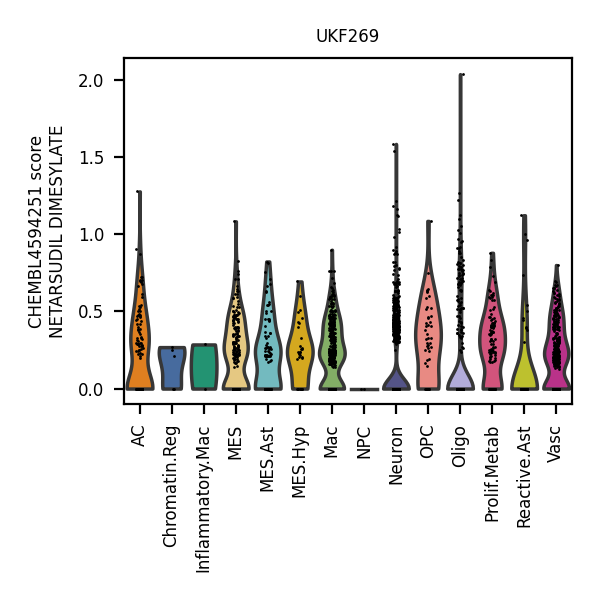 UKF269
CHEMBL4594251 score
NETARSUDIL DIMESYLATE
2.0
1.5
1.0
0.5
0.0
AC
Chromatin.Reg
Inflammatory.Mac
MES
MES.Ast
MES.Hyp
Mac
NPC
Neuron
OPC
Oligo
Prolif.Metab
Reactive.Ast
Vasc